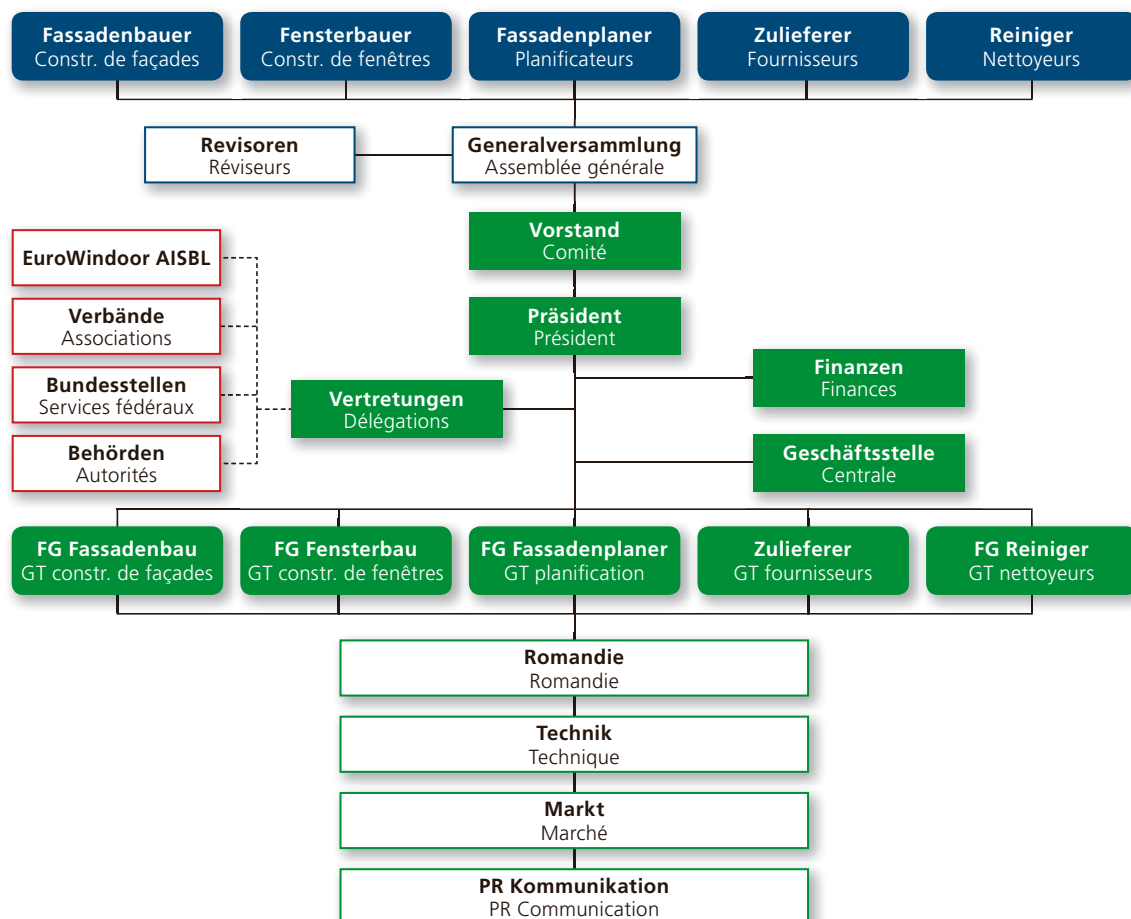 Fassadenbauer
Constr. de façades
Fensterbauer
Constr. de fenêtres
Fassadenplaner
Planificateurs
Zulieferer
Fournisseurs
Reiniger
Nettoyeurs
Revisoren
Réviseurs
Generalversammlung
Assemblée générale
Vorstand
Comité
EuroWindoor AISBL
Verbände
Associations
Bundesstellen
Services fédéraux
Behörden
Autorités
Präsident
Président
Vertretungen
Délégations
Finanzen
Finances
Geschäftsstelle
Centrale
FG Fassadenbau
GT constr. de façades
FG Fensterbau
GT constr. de fenêtres
FG Fassadenplaner
GT planification
Zulieferer
GT fournisseurs
FG Reiniger
GT nettoyeurs
Romandie
Romandie
Technik
Technique
Markt
Marché
PR Kommunikation
PR Communication